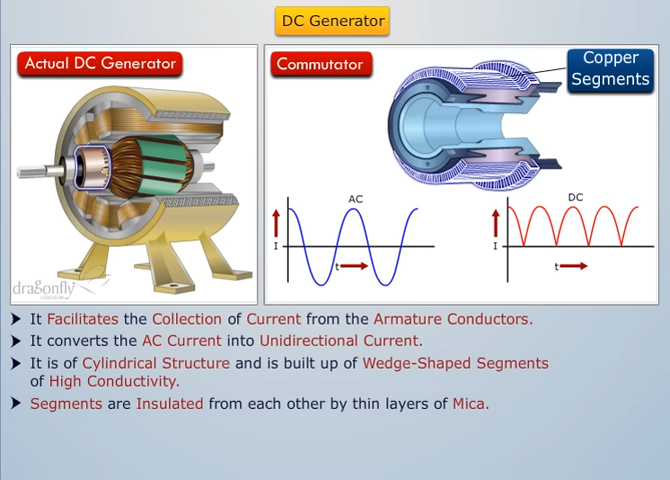 DC Generator
Actual DC Generator
Commutator
Copper
Segments
AC
I
t
DC
I
t
dragonfly
education
It Facilitates the Collection of Current from the Armature Conductors.
It converts the AC Current into Unidirectional Current.
It is of Cylindrical Structure and is built up of Wedge-Shaped Segments
of High Conductivity.
Segments are Insulated from each other by thin layers of Mica.